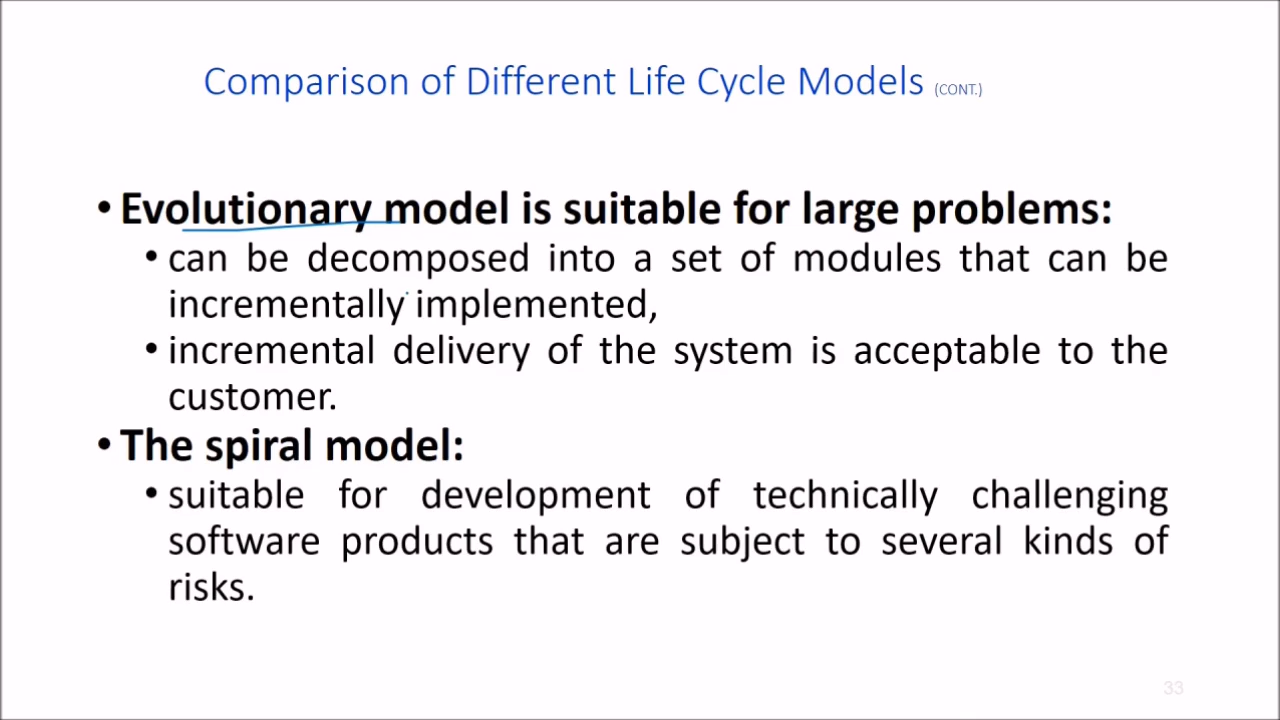 Comparison of Different Life Cycle Models (CONT.)
• Evolutionary model is suitable for large problems:
• can be decomposed into a set of modules that can be
incrementally implemented,
• incremental delivery of the system is acceptable to the
customer.
• The spiral model:
• suitable for development of technically challenging
software products that are subject to several kinds of
risks.
33